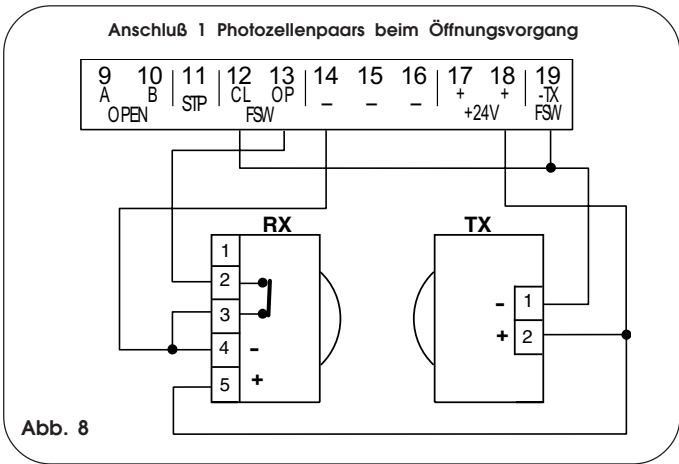 Anschluß 1 Photozellenpaars beim Öffnungsvorgang
9 10 11 12 13 14 15 16 17 18 19
A B STP CL OP – – – + + -TX
OPEN FSW +24V FSW
RX TX
1
2
3
4 -
5 +
- 1
+ 2
Abb. 8